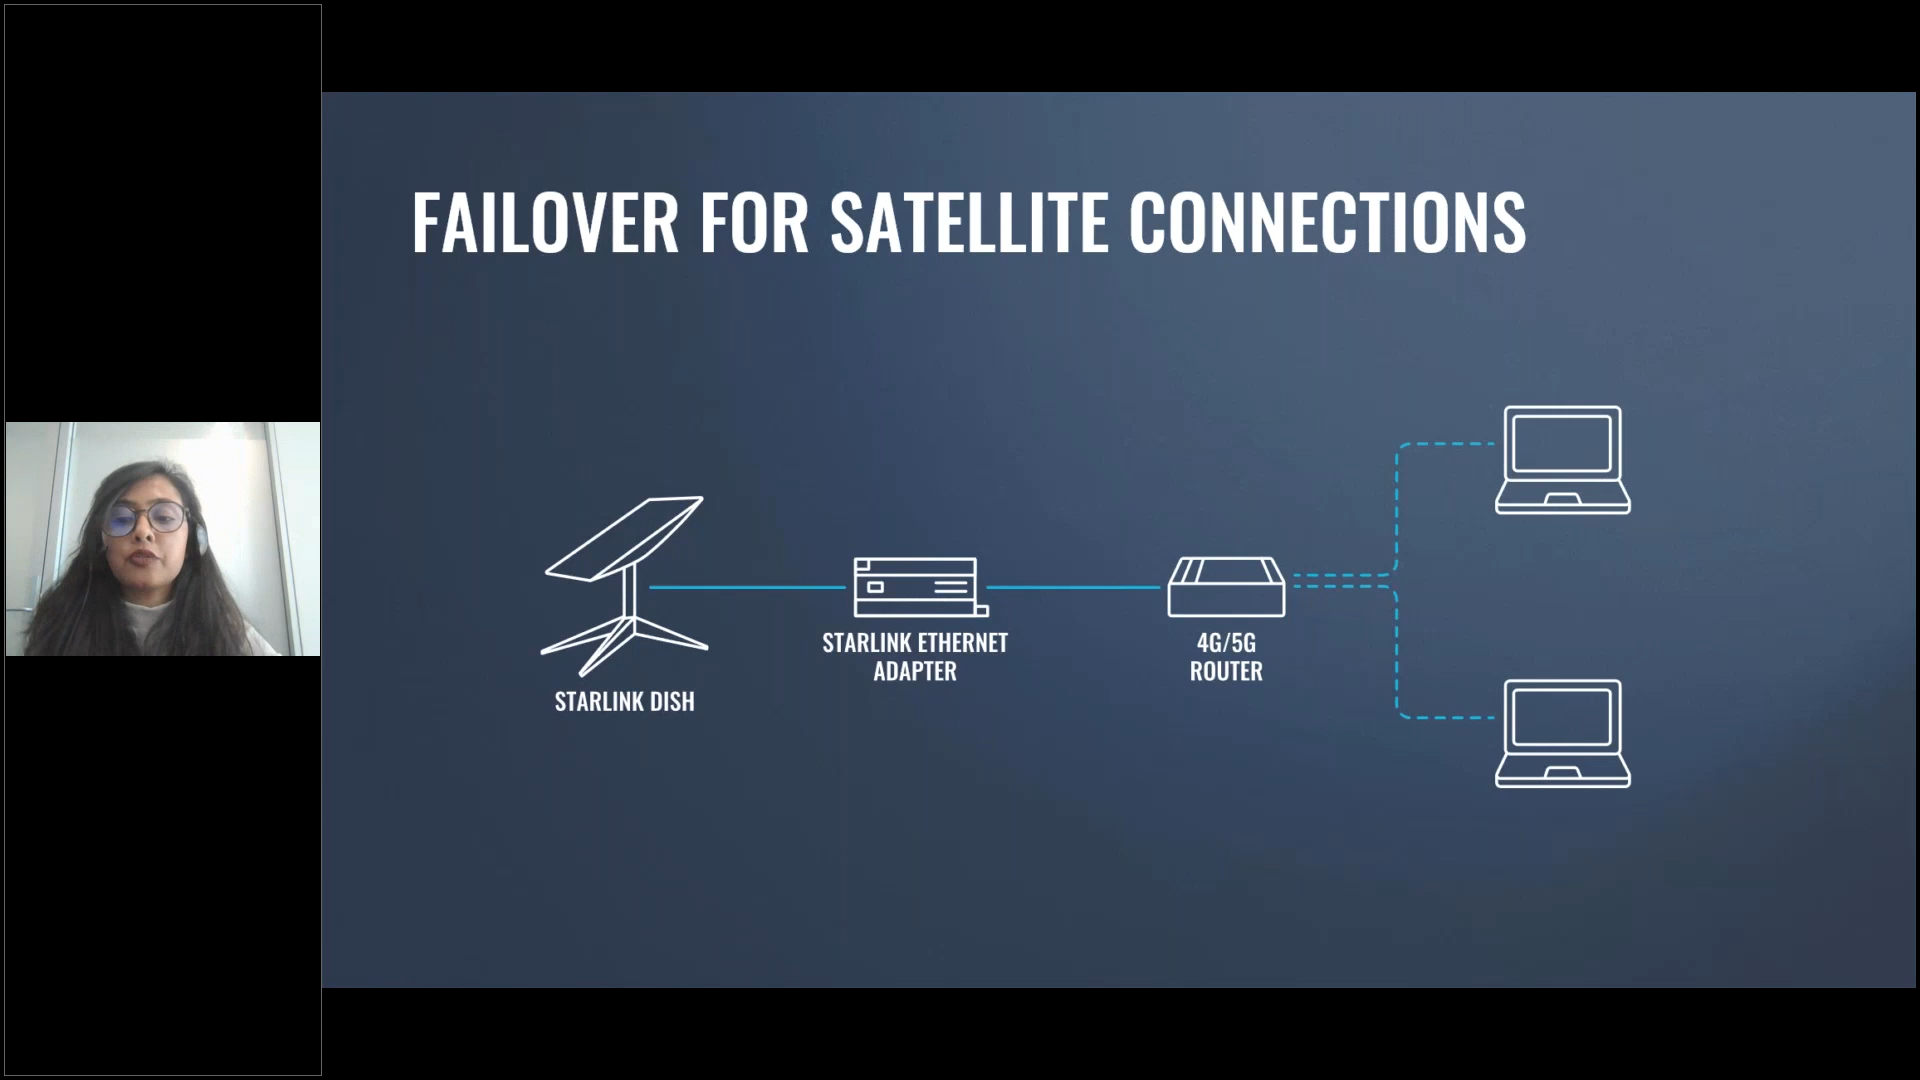 FAILOVER FOR SATELLITE CONNECTIONS
STARLINK DISH
STARLINK ETHERNET
ADAPTER
4G/5G
ROUTER